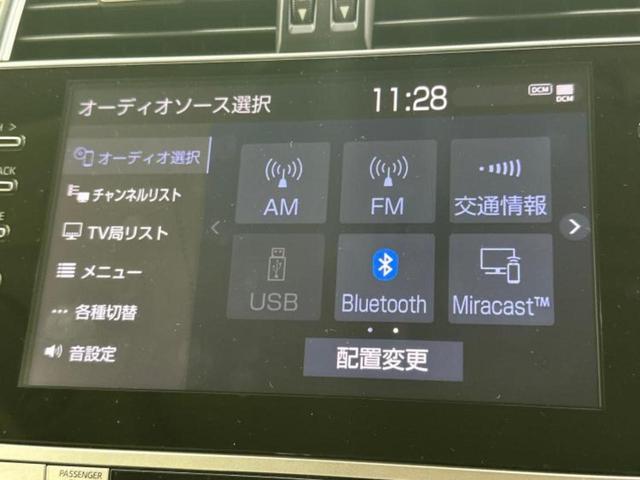 オーディオソース選択
11:28
DCM
DCM
オーディオ選択
チャンネルリスト
TV局リスト
メニュー
各種切替
音設定
AM
FM
交通情報
USB
Bluetooth
Miracast™
配置変更
PASSENGER